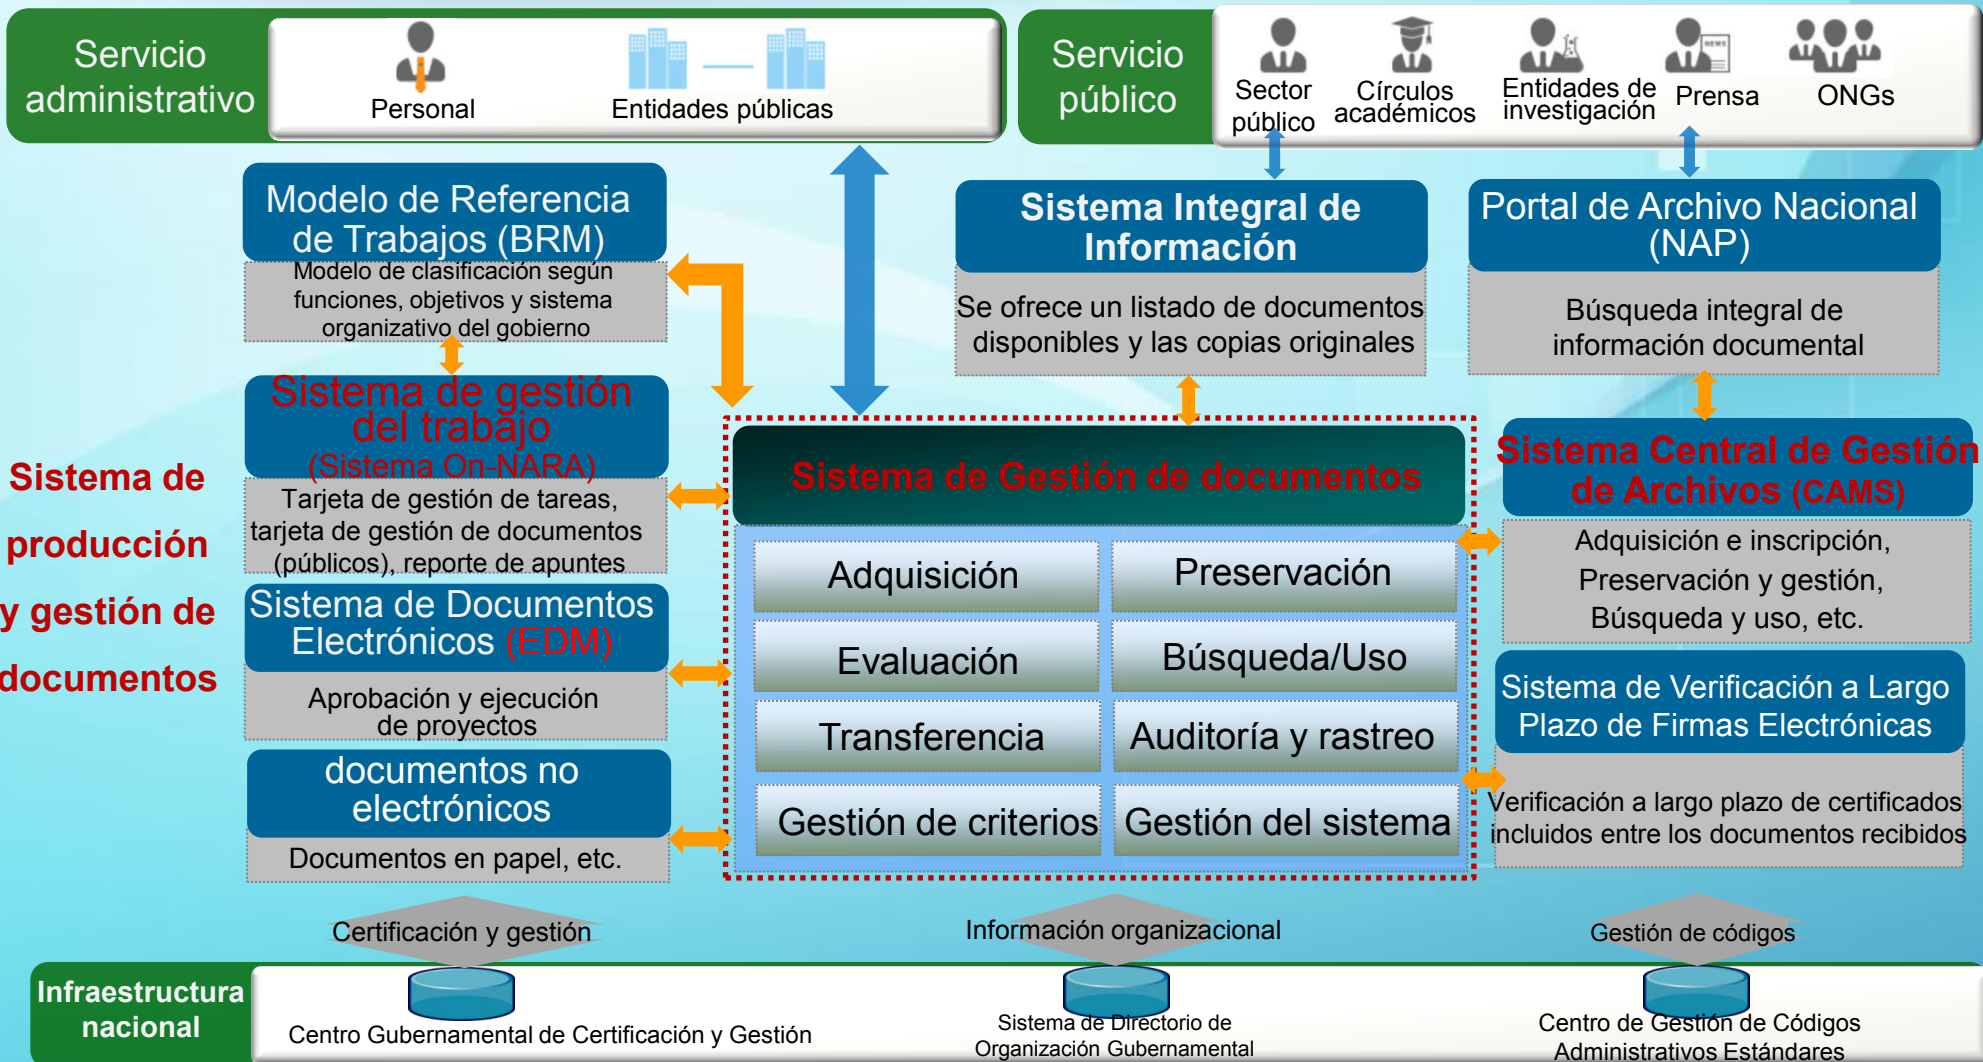 Servicio
administrativo
Personal
Entidades públicas
Servicio
público
Sector
público
Círculos
académicos
Entidades de
investigación
NEWS
Prensa
ONGs
Modelo de Referencia
de Trabajos (BRM)
Modelo de clasificación según
funciones, objetivos y sistema
organizativo del gobierno
Sistema de gestión
del trabajo
(Sistema On-NARA)
Tarjeta de gestión de tareas,
tarjeta de gestión de documentos
(públicos), reporte de apuntes
Sistema de Documentos
Electrónicos (EDM)
Aprobación y ejecución
de proyectos
documentos no
electrónicos
Documentos en papel, etc.
Sistema de
producción
y gestión de
documentos
Sistema Integral de
Información
Se ofrece un listado de documentos
disponibles y las copias originales
Portal de Archivo Nacional
(NAP)
Búsqueda integral de
información documental
Sistema de Gestión de documentos
Adquisición
Preservación
Evaluación
Búsqueda/Uso
Transferencia
Auditoría y rastreo
Gestión de criterios
Gestión del sistema
Sistema Central de Gestión
de Archivos (CAMS)
Adquisición e inscripción,
Preservación y gestión,
Búsqueda y uso, etc.
Sistema de Verificación a Largo
Plazo de Firmas Electrónicas
Verificación a largo plazo de certificados
incluidos entre los documentos recibidos
Certificación y gestión
Información organizacional
Gestión de códigos
Infraestructura
nacional
Centro Gubernamental de Certificación y Gestión
Sistema de Directorio de
Organización Gubernamental
Centro de Gestión de Códigos
Administrativos Estándares